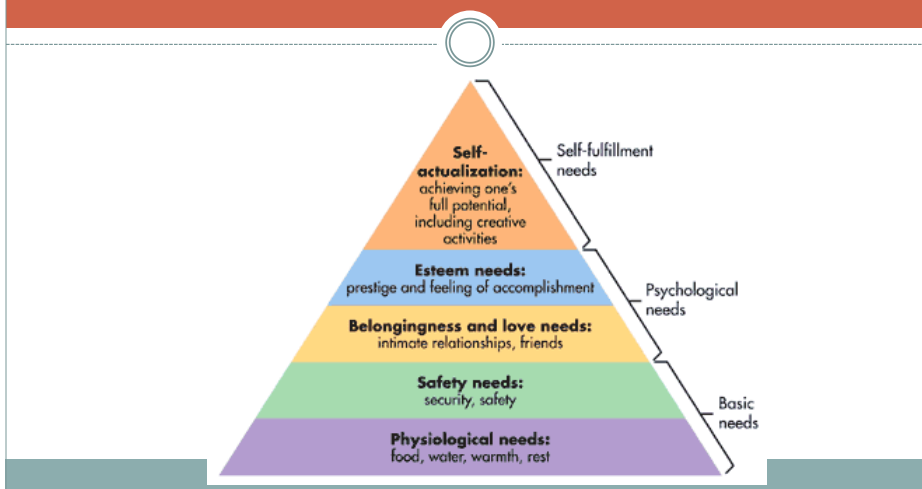 Self-
actualization:
achieving one's
full potential,
including creative
activities
Self-fulfillment
needs
Esteem needs:
prestige and feeling of accomplishment
Psychological
needs
Belongingness and love needs:
intimate relationships, friends
Safety needs:
security, safety
Basic
needs
Physiological needs:
food, water, warmth, rest